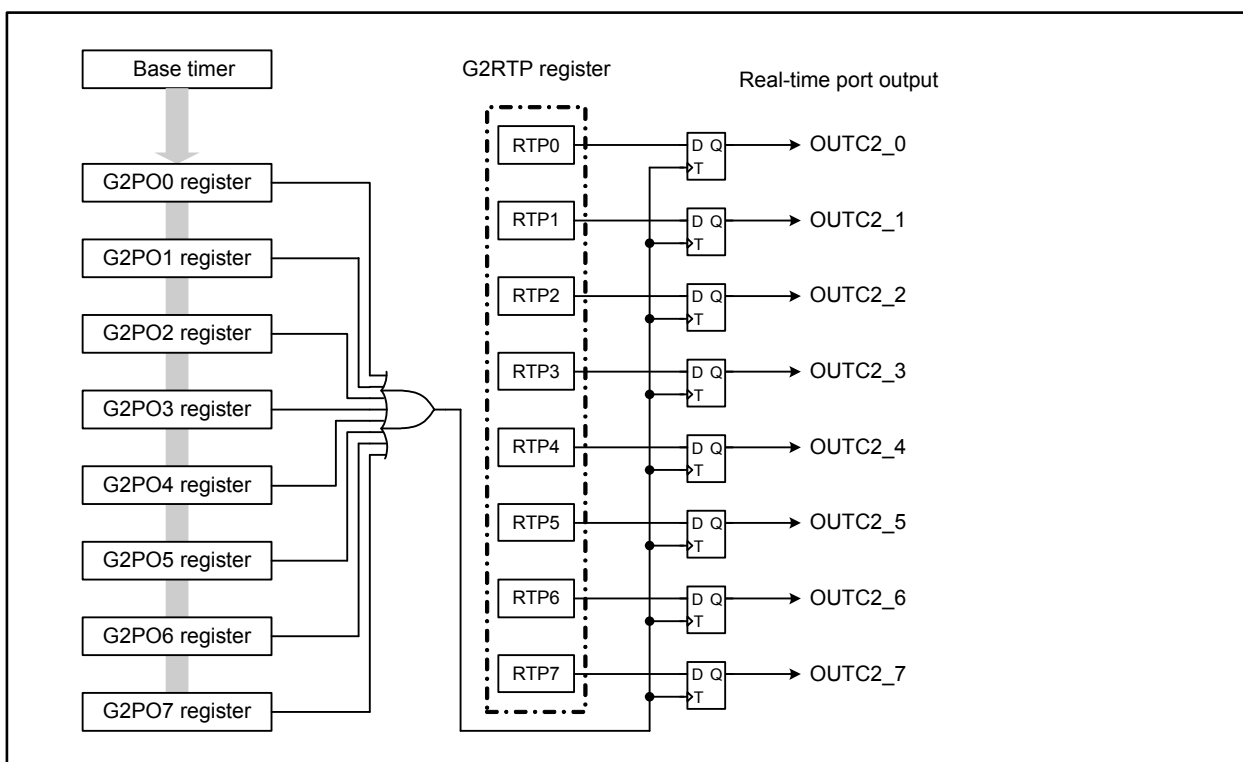 Base timer
G2RTP register
Real-time port output
G2PO0 register
G2PO1 register
G2PO2 register
G2PO3 register
G2PO4 register
G2PO5 register
G2PO6 register
G2PO7 register
RTP0
RTP1
RTP2
RTP3
RTP4
RTP5
RTP6
RTP7
D Q
T
OUTC2_0
D Q
T
OUTC2_1
D Q
T
OUTC2_2
D Q
T
OUTC2_3
D Q
T
OUTC2_4
D Q
T
OUTC2_5
D Q
T
OUTC2_6
D Q
T
OUTC2_7